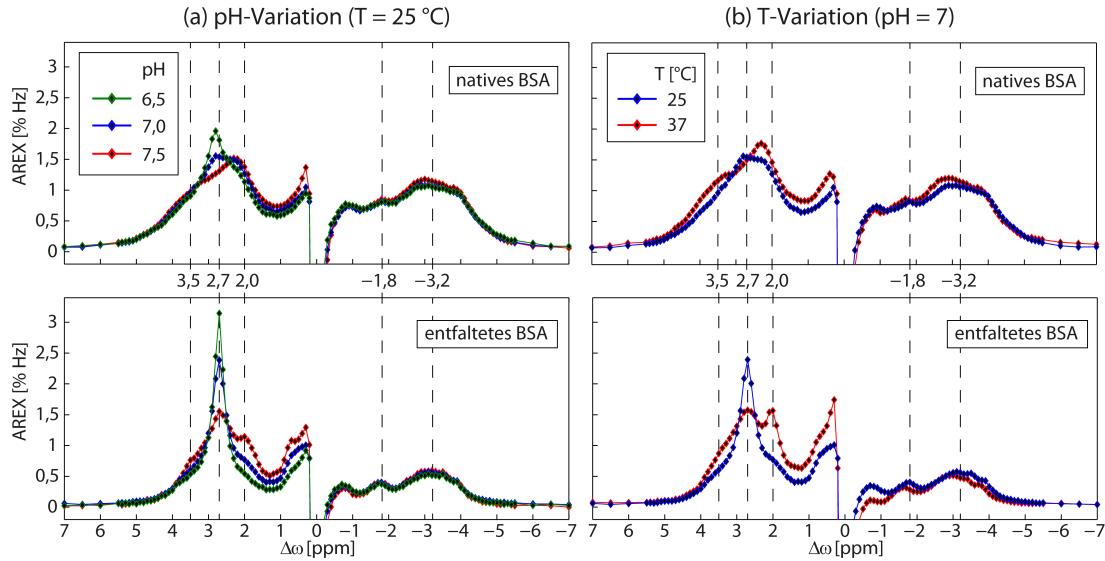 (a) pH-Variation (T = 25 °C)
(b) T-Variation (pH = 7)
AREX [% Hz]
3
2,5
2
1,5
1
0,5
0
pH
6,5
7,0
7,5
natives BSA
T [°C]
25
37
natives BSA
3,5 2,7 2,0 −1,8 −3,2
3,5 2,7 2,0 −1,8 −3,2
AREX [% Hz]
3
2,5
2
1,5
1
0,5
0
entfaltetes BSA
entfaltetes BSA
7 6 5 4 3 2 1 0 −1 −2 −3 −4 −5 −6 −7
7 6 5 4 3 2 1 0 −1 −2 −3 −4 −5 −6 −7
Δω [ppm]
Δω [ppm]